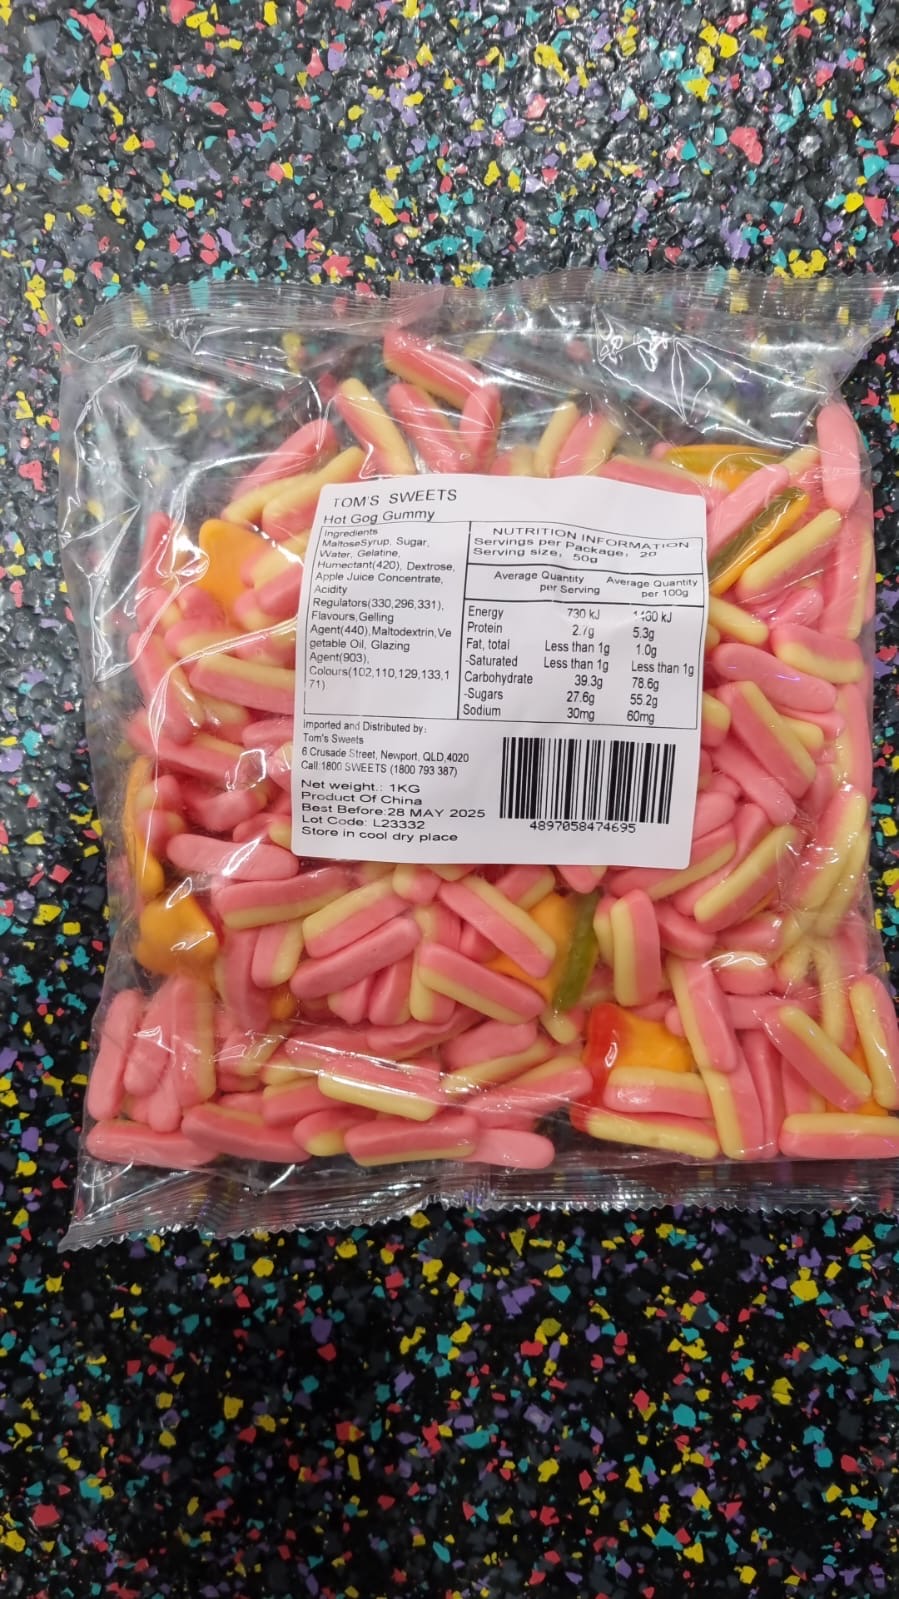 TOM'S SWEETS
Hot Gog Gummy
Ingredients
MaltoseSyrup, Sugar,
Water, Gelatine,
Humectant(420), Dextrose,
Apple Juice Concentrate,
Acidity
Regulators(330,296,331),
Flavours,Gelling
Agent(440),Maltodextrin,Ve
getable Oil, Glazing
Agent(903),
Colours(102,110,129,133,1
71)
NUTRITION INFORMATION
Servings per Package: 20
Serving size: 50g
Average Quantity per Serving Average Quantity per 100g
Energy 730 kJ kJ
Protein 2.7g 5.3g
Fat, total Less than 1g 1.0g
-Saturated Less than 1g Less than 1g
Carbohydrate 39.3g 78.6g
-Sugars 27.6g 55.2g
Sodium 30mg 60mg
Imported and Distributed by:
Tom's Sweets
6 Crusade Street, Newport, QLD,4020
Call:1800 SWEETS (1800 793 387)
Net weight.: 1KG
Product Of China
Best Before:28 MAY 2025
Lot Code: L23332
Store in cool dry place
4897058474695